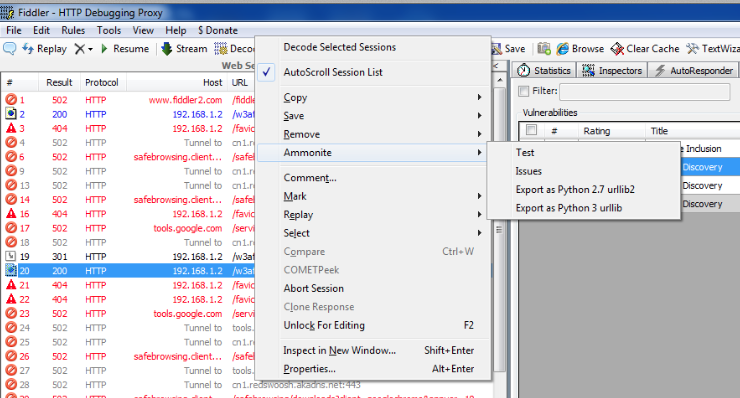 Fiddler - HTTP Debugging Proxy
File Edit Rules Tools View Help $ Donate
Replay Resume Stream Deco Save Browse Clear Cache TextWiza
Web Se <
# Result Protocol Host URL
1 502 HTTP www.fiddler2.com /fiddle
2 200 HTTP 192.168.1.2 /w3af
3 404 HTTP 192.168.1.2 /favic
4 502 HTTP Tunnel to cn1.re
6 502 HTTP safebrowsing.client... /safeb
9 502 HTTP Tunnel to
13 502 HTTP Tunnel to
14 502 HTTP safebrowsing.client...
16 404 HTTP 192.168.1.2 /favic
17 502 HTTP tools.google.com /servi
18 502 HTTP Tunnel to cn1.re
19 301 HTTP 192.168.1.2 /w3af
20 200 HTTP 192.168.1.2 /w3af
21 404 HTTP 192.168.1.2 /favic
22 404 HTTP 192.168.1.2 /favic
23 502 HTTP tools.google.com /servi
24 502 HTTP Tunnel to tools.
25 502 HTTP Tunnel to
26 502 HTTP safebrowsing.client...
27 502 HTTP Tunnel to
28 502 HTTP Tunnel to cn1.redswoosh.akadns.net:443
Decode Selected Sessions
AutoScroll Session List
Copy
Save
Remove
Ammonite
Comment...
Mark
Replay
Select
Compare Ctrl+W
COMETPeek
Abort Session
Clone Response
Unlock For Editing F2
Inspect in New Window... Shift+Enter
Properties... Alt+Enter
Test
Issues
Export as Python 2.7 urllib2
Export as Python 3 urllib
Statistics Inspectors AutoResponder
Filter:
Vulnerabilities
# Rating Title
Inclusion
Discovery
Discovery
Discovery